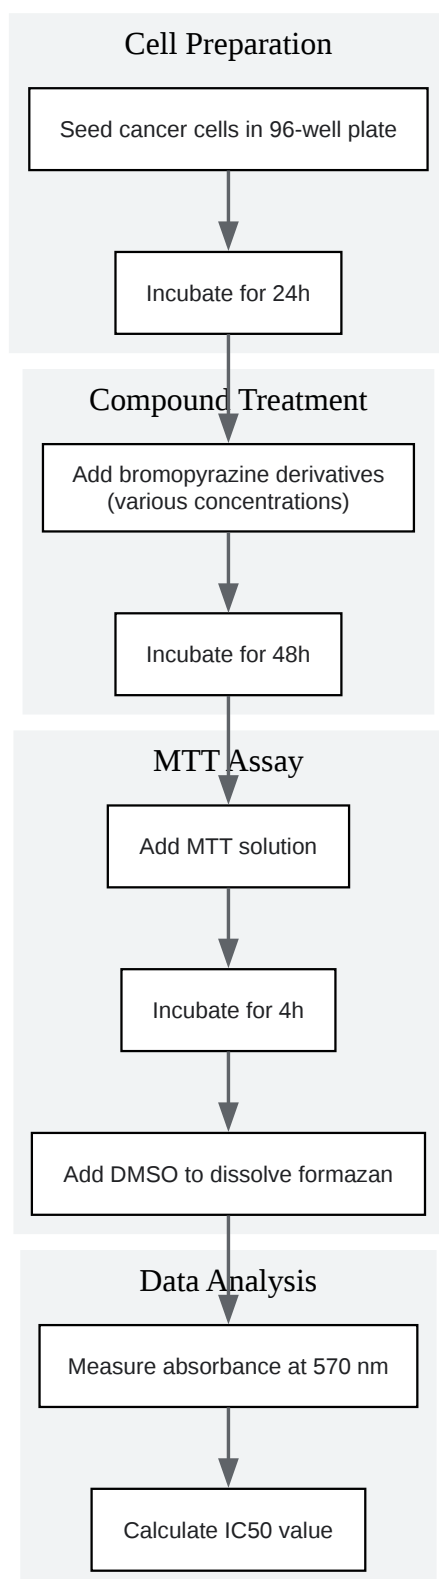 Cell Preparation
Seed cancer cells in 96-well plate
Incubate for 24h
Compound Treatment
Add bromopyrazine derivatives
(various concentrations)
Incubate for 48h
MTT Assay
Add MTT solution
Incubate for 4h
Add DMSO to dissolve formazan
Data Analysis
Measure absorbance at 570 nm
Calculate IC50 value